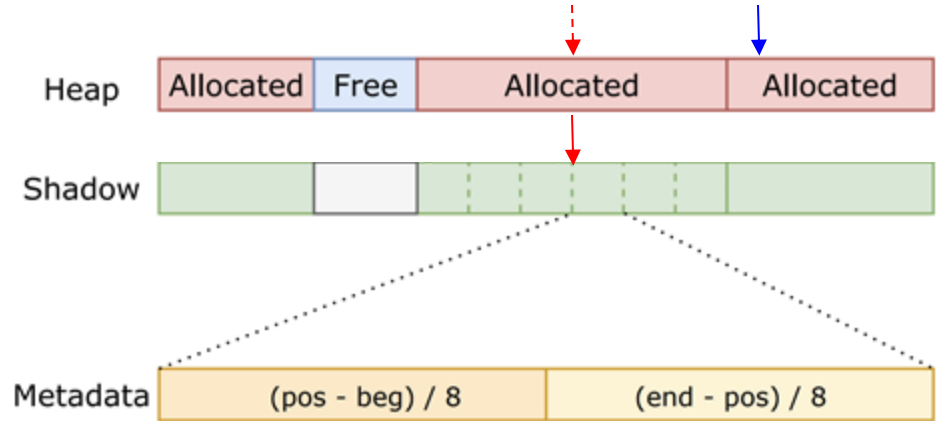 Heap
Allocated
Free
Allocated
Allocated
Shadow
Metadata
(pos - beg) / 8
(end - pos) / 8